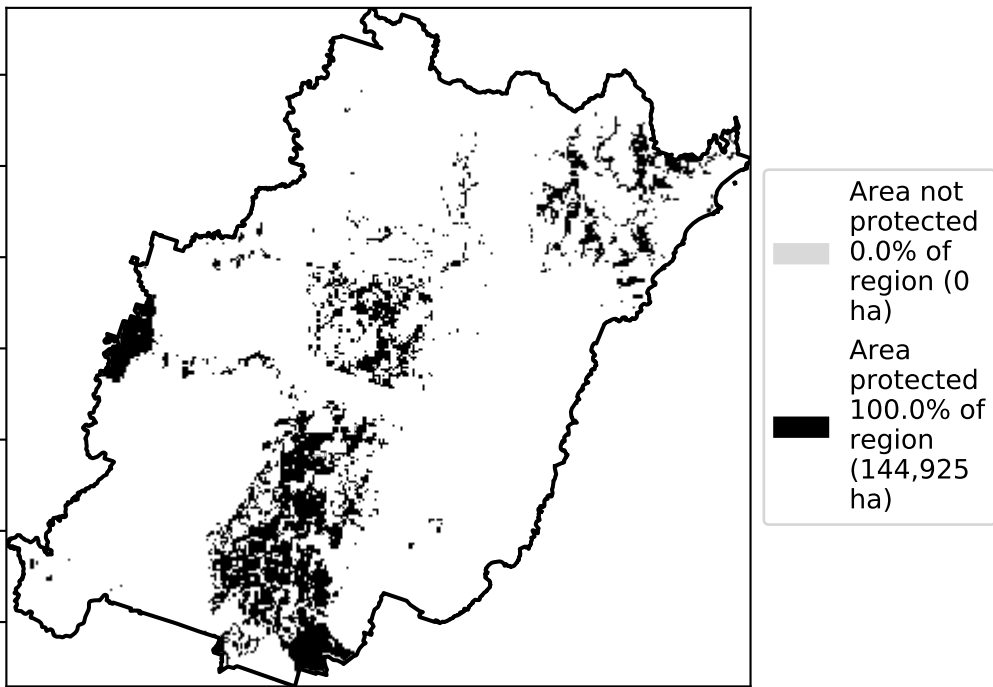 Area not
protected
0.0% of
region (0
ha)
Area
protected
100.0% of
region
(144,925
ha)